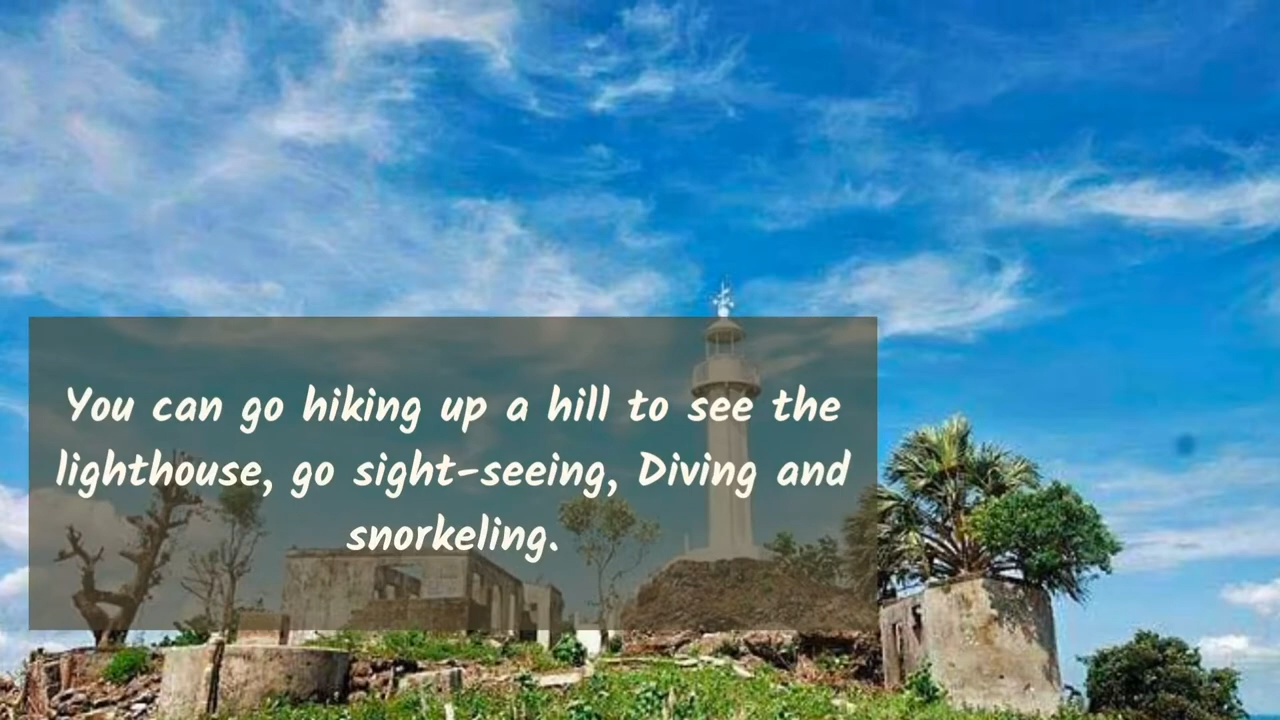 You can go hiking up a hill to see the
lighthouse, go sight-seeing, Diving and
snorkeling.